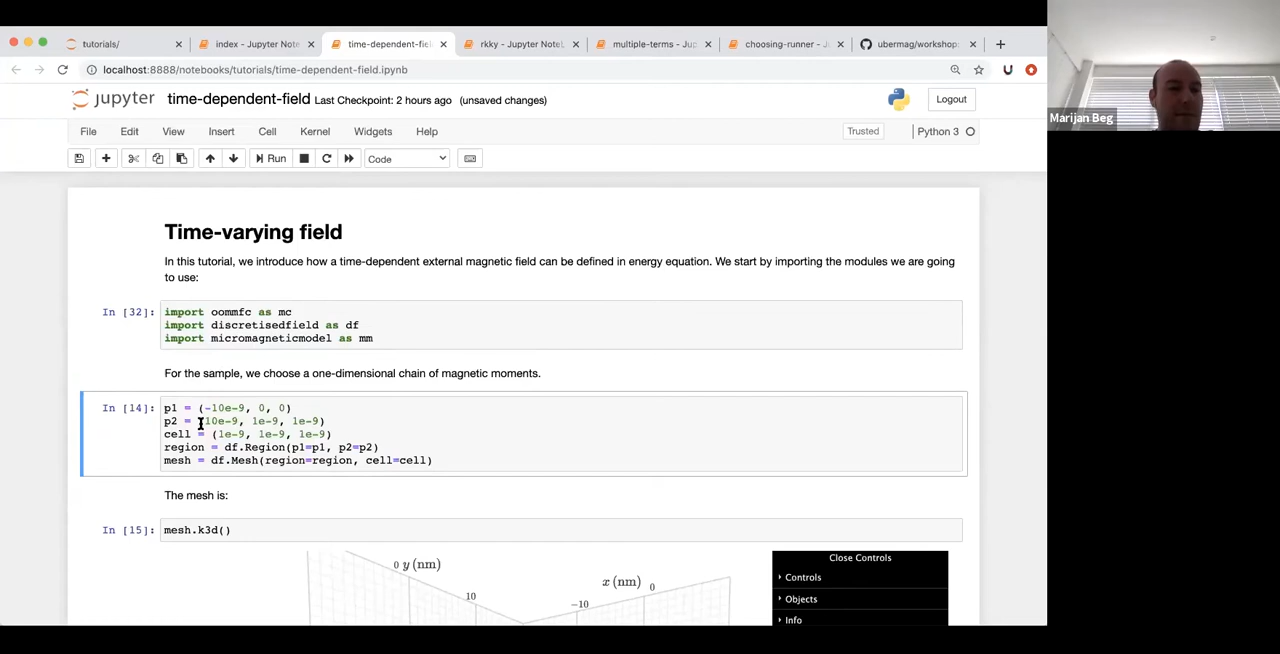 tutorials/
index - Jupyter Note
time-dependent-fiel
rkky - Jupyter Notel
multiple-terms - Jup
choosing-runner - Ju
ubermag/workshop:
localhost:8888/notebooks/tutorials/time-dependent-field.ipynb
jupyter
time-dependent-field Last Checkpoint: 2 hours ago (unsaved changes)
Logout
File Edit View Insert Cell Kernel Widgets Help
Trusted
Python 3
Run
Code
Marijan Beg
Time-varying field
In this tutorial, we introduce how a time-dependent external magnetic field can be defined in energy equation. We start by importing the modules we are going
to use:
In [32]:
import oommfc as mc
import discretisedfield as df
import micromagneticmodel as mm
For the sample, we choose a one-dimensional chain of magnetic moments.
In [14]:
p1 = (-10e-9, 0, 0)
p2 = (10e-9, 1e-9, 1e-9)
cell = (1e-9, 1e-9, 1e-9)
region = df.Region(p1=p1, p2=p2)
mesh = df.Mesh(region=region, cell=cell)
The mesh is:
In [15]:
mesh.k3d()
0 y (nm)
10
x (nm) 0
−10
Close Controls
Controls
Objects
Info